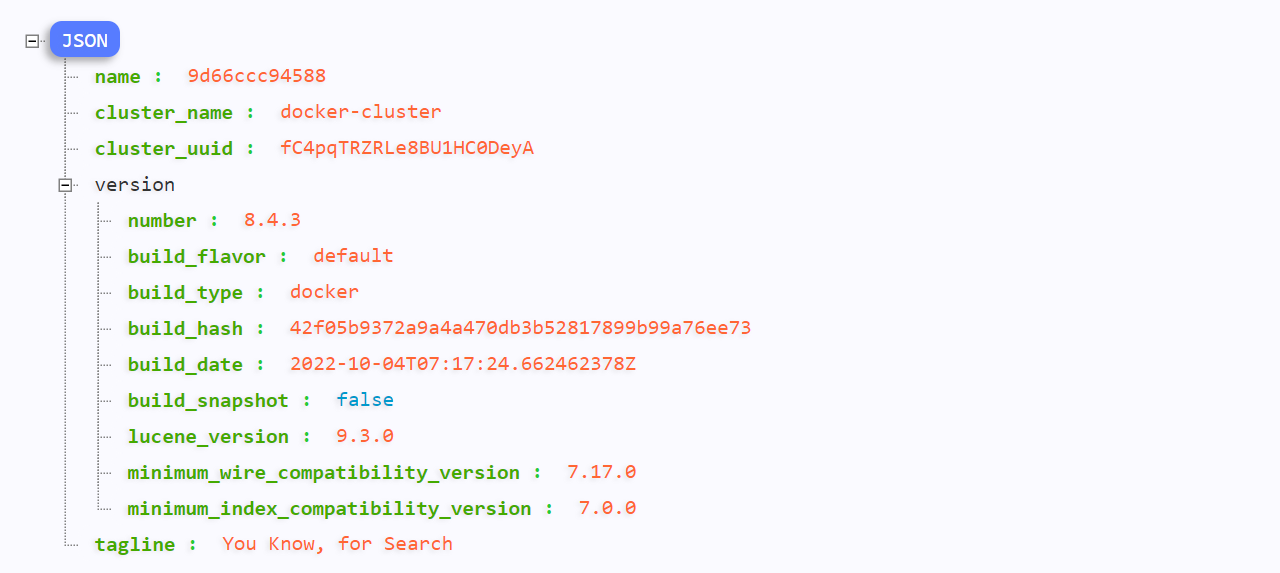 JSON
name : 9d66ccc94588
cluster_name : docker-cluster
cluster_uuid : fC4pqTRZRLe8BU1HC0DeyA
version
number : 8.4.3
build_flavor : default
build_type : docker
build_hash : 42f05b9372a9a4a470db3b52817899b99a76ee73
build_date : 2022-10-04T07:17:24.662462378Z
build_snapshot : false
lucene_version : 9.3.0
minimum_wire_compatibility_version : 7.17.0
minimum_index_compatibility_version : 7.0.0
tagline : You Know, for Search